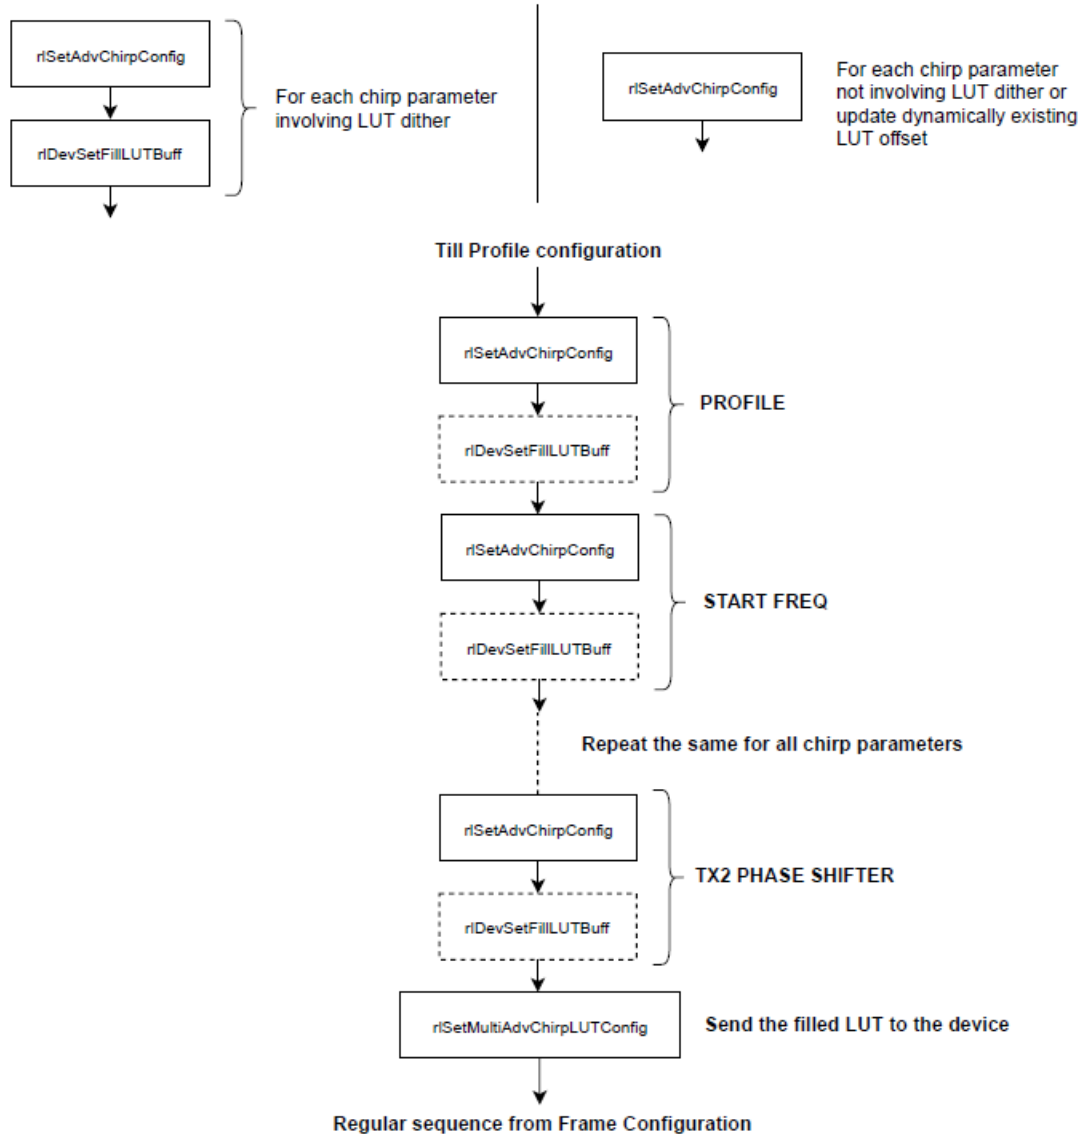 rlSetAdvChirpConfig
For each chirp parameter
involving LUT dither
rlDevSetFillLUTBuff
rlSetAdvChirpConfig
For each chirp parameter
not involving LUT dither or
update dynamically existing
LUT offset
Till Profile configuration
rlSetAdvChirpConfig
PROFILE
rlDevSetFillLUTBuff
rlSetAdvChirpConfig
START FREQ
rlDevSetFillLUTBuff
Repeat the same for all chirp parameters
rlSetAdvChirpConfig
TX2 PHASE SHIFTER
rlDevSetFillLUTBuff
rlSetMultiAdvChirpLUTConfig
Send the filled LUT to the device
Regular sequence from Frame Configuration